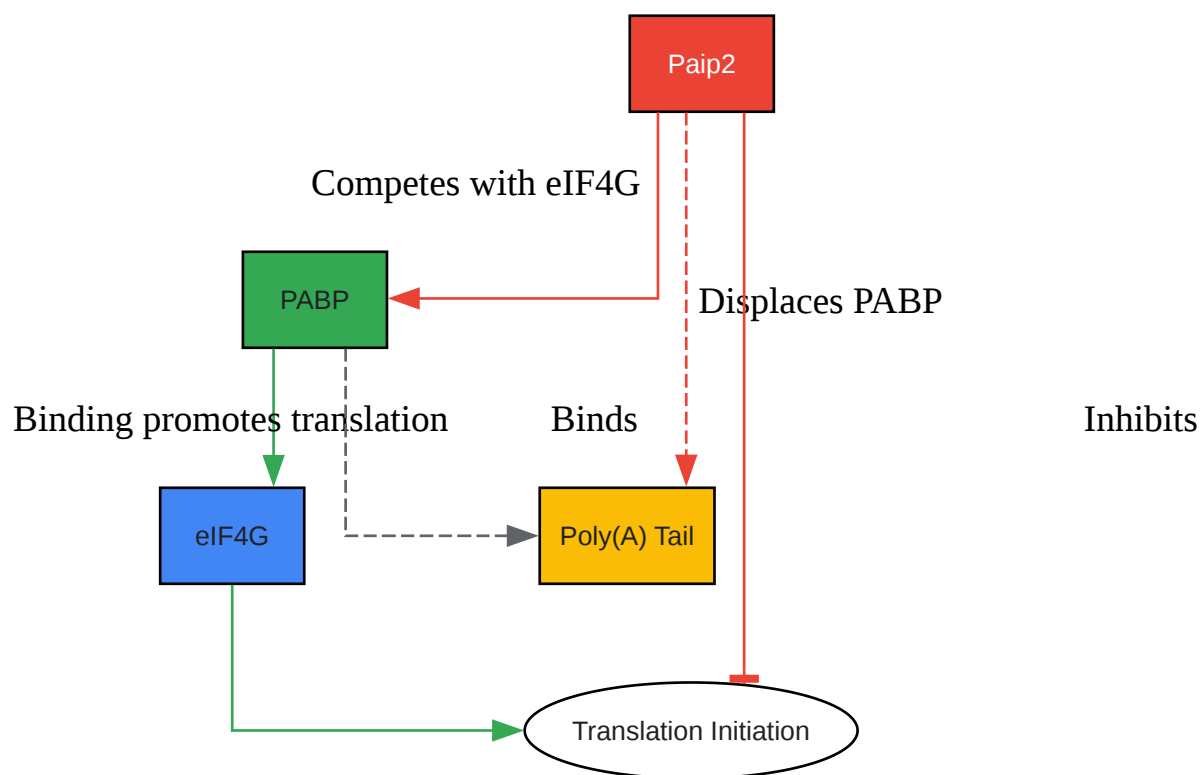 Paip2
Competes with eIF4G
PABP
Displaces PABP
Binding promotes translation
Binds
Inhibits
eIF4G
Poly(A) Tail
Translation Initiation